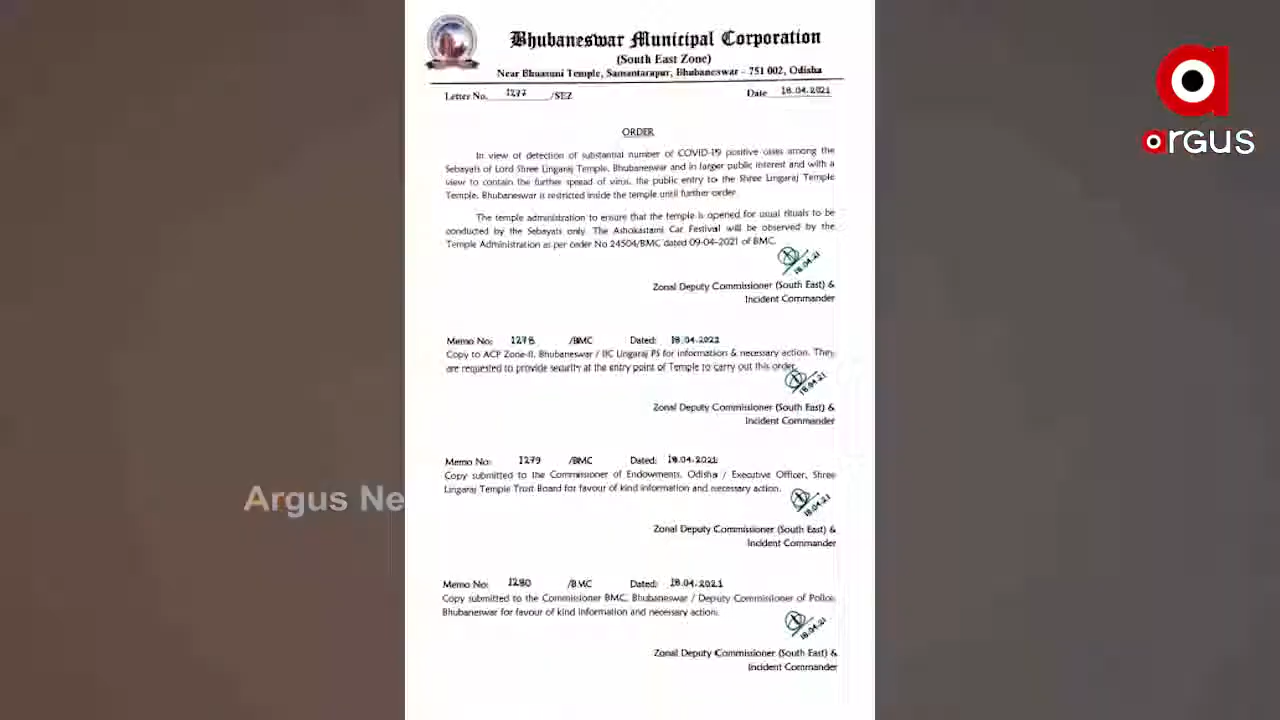 Bhubaneswar Municipal Corporation
(South East Zone)
Near Bhuasuni Temple, Samantarapur, Bhubaneswar - 751 002, Odisha
Letter No. 1277 /SEZ Date 18.04.2021
ORDER
In view of detection of substantial number of COVID-19 positive cases among the
Sebayats of Lord Shree Lingaraj Temple, Bhubaneswar and in larger public interest and with a
view to contain the further spread of virus, the public entry to the Shree Lingaraj Temple
Temple, Bhubaneswar is restricted inside the temple until further order.
The temple administration to ensure that the temple is opened for usual rituals to be
conducted by the Sebayats only. The Ashokastami Car Festival will be observed by the
Temple Administration as per order No 24504/BMC dated 09-04-2021 of BMC.
18.04.21
Zonal Deputy Commissioner (South East) &
Incident Commander
Memo No: 1278 /BMC Dated: 18.04.2021
Copy to ACP Zone-II, Bhubaneswar / IIC Lingaraj PS for information & necessary action. They
are requested to provide security at the entry point of Temple to carry out this order.
18.04.21
Zonal Deputy Commissioner (South East) &
Incident Commander
Memo No: 1279 /BMC Dated: 18.04.2021
Copy submitted to the Commissioner of Endowments, Odisha / Executive Officer, Shree
Lingaraj Temple Trust Board for favour of kind information and necessary action.
18.04.21
Zonal Deputy Commissioner (South East) &
Incident Commander
Memo No: 1280 /BMC Dated: 18.04.2021
Copy submitted to the Commissioner BMC, Bhubaneswar / Deputy Commissioner of Police
Bhubaneswar for favour of kind information and necessary action.
18.04.21
Zonal Deputy Commissioner (South East) &
Incident Commander
argus
Argus Ne